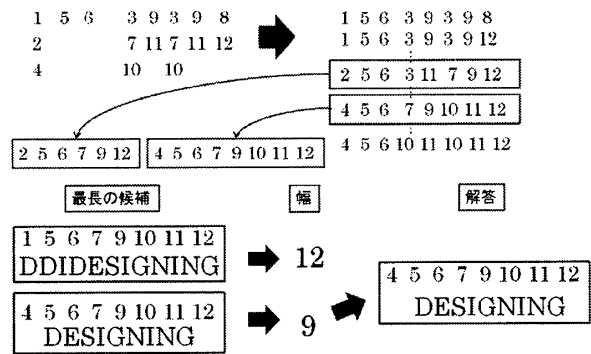 1 5 6 3 9 3 9 8
2 7 11 7 11 12
4 10 10
1 5 6 3 9 3 9 8
1 5 6 3 9 3 9 12
2 5 6 3 11 7 9 12
4 5 6 7 9 10 11 12
4 5 6 10 11 10 11 12
2 5 6 7 9 12
4 5 6 7 9 10 11 12
最長の候補
幅
解答
1 5 6 7 9 10 11 12
DDIDESIGNING
12
4 5 6 7 9 10 11 12
DESIGNING
9
4 5 6 7 9 10 11 12
DESIGNING